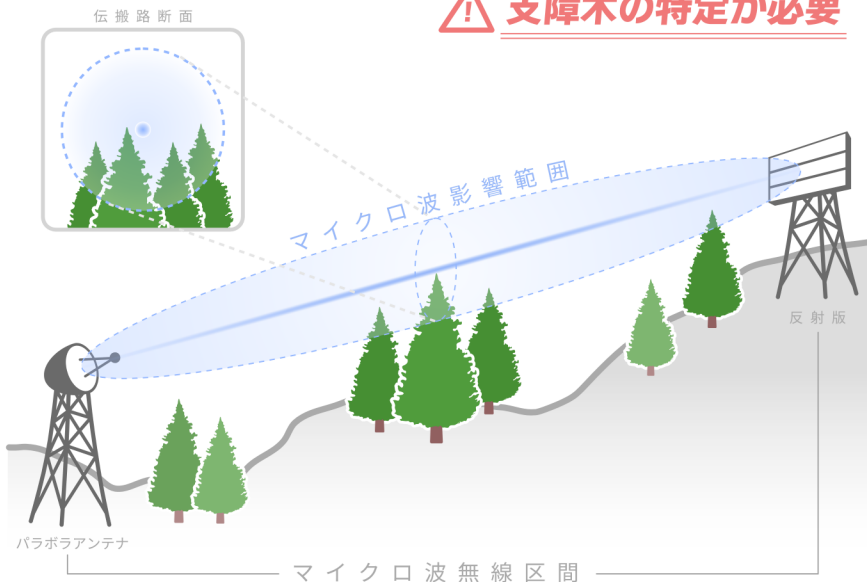 伝搬路断面
支障木の特定が必要
マイクロ波影響範囲
反射版
パラボラアンテナ
マイクロ波無線区間